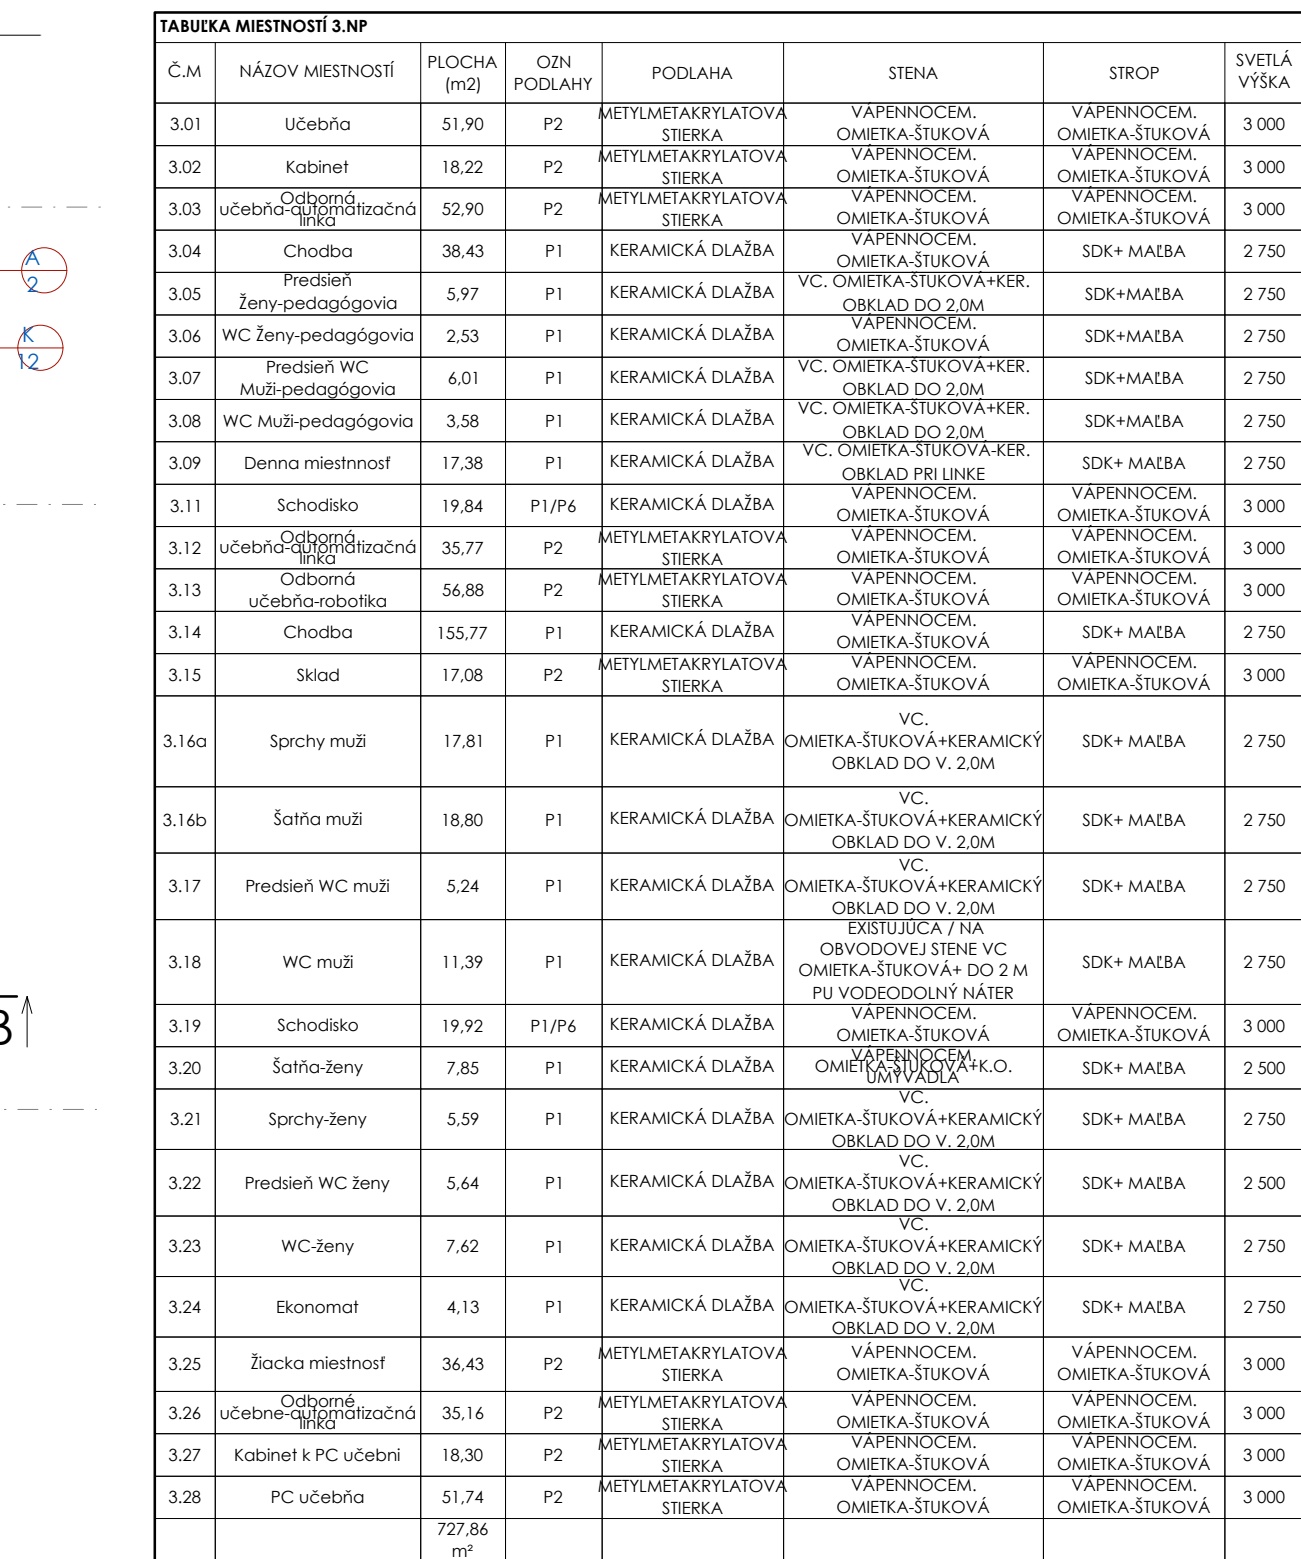 TABUĽKA MIESTNOSTÍ 3.NP
Č.M NÁZOV MIESTNOSTÍ PLOCHA (m2) OZN PODLAHY PODLAHA STENA STROP SVETLÁ VÝŠKA
3.01 Učebňa 51,90 P2 METYLMETAKRYLATOVA STIERKA VÁPENNOCEM. OMIETKA-ŠTUKOVÁ VÁPENNOCEM. OMIETKA-ŠTUKOVÁ 3 000
3.02 Kabinet 18,22 P2 METYLMETAKRYLATOVA STIERKA VÁPENNOCEM. OMIETKA-ŠTUKOVÁ VÁPENNOCEM. OMIETKA-ŠTUKOVÁ 3 000
3.03 Odborná učebňa-automatizačná linka 52,90 P2 METYLMETAKRYLATOVA STIERKA VÁPENNOCEM. OMIETKA-ŠTUKOVÁ VÁPENNOCEM. OMIETKA-ŠTUKOVÁ 3 000
3.04 Chodba 38,43 P1 KERAMICKÁ DLAŽBA VÁPENNOCEM. OMIETKA-ŠTUKOVÁ SDK+ MAĽBA 2 750
3.05 Predsieň Ženy-pedagógovia 5,97 P1 KERAMICKÁ DLAŽBA VC. OMIETKA-ŠTUKOVÁ+KER. OBKLAD DO 2,0M SDK+MAĽBA 2 750
3.06 WC Ženy-pedagógovia 2,53 P1 KERAMICKÁ DLAŽBA VÁPENNOCEM. OMIETKA-ŠTUKOVÁ SDK+MAĽBA 2 750
3.07 Predsieň WC Muži-pedagógovia 6,01 P1 KERAMICKÁ DLAŽBA VC. OMIETKA-ŠTUKOVÁ+KER. OBKLAD DO 2,0M SDK+MAĽBA 2 750
3.08 WC Muži-pedagógovia 3,58 P1 KERAMICKÁ DLAŽBA VC. OMIETKA-ŠTUKOVÁ+KER. OBKLAD DO 2,0M SDK+MAĽBA 2 750
3.09 Denna miestnnosť 17,38 P1 KERAMICKÁ DLAŽBA VC. OMIETKA-ŠTUKOVÁ-KER. OBKLAD PRI LINKE SDK+ MAĽBA 2 750
3.11 Schodisko 19,84 P1/P6 KERAMICKÁ DLAŽBA VÁPENNOCEM. OMIETKA-ŠTUKOVÁ VÁPENNOCEM. OMIETKA-ŠTUKOVÁ 3 000
3.12 Odborná učebňa-automatizačná linka 35,77 P2 METYLMETAKRYLATOVA STIERKA VÁPENNOCEM. OMIETKA-ŠTUKOVÁ VÁPENNOCEM. OMIETKA-ŠTUKOVÁ 3 000
3.13 Odborná učebňa-robotika 56,88 P2 METYLMETAKRYLATOVA STIERKA VÁPENNOCEM. OMIETKA-ŠTUKOVÁ VÁPENNOCEM. OMIETKA-ŠTUKOVÁ 3 000
3.14 Chodba 155,77 P1 KERAMICKÁ DLAŽBA VÁPENNOCEM. OMIETKA-ŠTUKOVÁ SDK+ MAĽBA 2 750
3.15 Sklad 17,08 P2 METYLMETAKRYLATOVA STIERKA VÁPENNOCEM. OMIETKA-ŠTUKOVÁ VÁPENNOCEM. OMIETKA-ŠTUKOVÁ 3 000
3.16a Sprchy muži 17,81 P1 KERAMICKÁ DLAŽBA VC. OMIETKA-ŠTUKOVÁ+KERAMICKÝ OBKLAD DO V. 2,0M SDK+ MAĽBA 2 750
3.16b Šatňa muži 18,80 P1 KERAMICKÁ DLAŽBA VC. OMIETKA-ŠTUKOVÁ+KERAMICKÝ OBKLAD DO V. 2,0M SDK+ MAĽBA 2 750
3.17 Predsieň WC muži 5,24 P1 KERAMICKÁ DLAŽBA VC. OMIETKA-ŠTUKOVÁ+KERAMICKÝ OBKLAD DO V. 2,0M SDK+ MAĽBA 2 750
3.18 WC muži 11,39 P1 KERAMICKÁ DLAŽBA EXISTUJÚCA / NA OBVODOVEJ STENE VC OMIETKA-ŠTUKOVÁ+ DO 2 M PU VODEODOLNÝ NÁTER SDK+ MAĽBA 2 750
3.19 Schodisko 19,92 P1/P6 KERAMICKÁ DLAŽBA VÁPENNOCEM. OMIETKA-ŠTUKOVÁ VÁPENNOCEM. OMIETKA-ŠTUKOVÁ 3 000
3.20 Šatňa-ženy 7,85 P1 KERAMICKÁ DLAŽBA VÁPENNOCEM. OMIETKA-ŠTUKOVÁ+K.O. UMÝVADLA SDK+ MAĽBA 2 500
3.21 Sprchy-ženy 5,59 P1 KERAMICKÁ DLAŽBA VC. OMIETKA-ŠTUKOVÁ+KERAMICKÝ OBKLAD DO V. 2,0M SDK+ MAĽBA 2 750
3.22 Predsieň WC ženy 5,64 P1 KERAMICKÁ DLAŽBA VC. OMIETKA-ŠTUKOVÁ+KERAMICKÝ OBKLAD DO V. 2,0M SDK+ MAĽBA 2 500
3.23 WC-ženy 7,62 P1 KERAMICKÁ DLAŽBA VC. OMIETKA-ŠTUKOVÁ+KERAMICKÝ OBKLAD DO V. 2,0M SDK+ MAĽBA 2 750
3.24 Ekonomat 4,13 P1 KERAMICKÁ DLAŽBA VC. OMIETKA-ŠTUKOVÁ+KERAMICKÝ OBKLAD DO V. 2,0M SDK+ MAĽBA 2 750
3.25 Žiacka miestnosť 36,43 P2 METYLMETAKRYLATOVA STIERKA VÁPENNOCEM. OMIETKA-ŠTUKOVÁ VÁPENNOCEM. OMIETKA-ŠTUKOVÁ 3 000
3.26 Odborné učebne-automatizačná linka 35,16 P2 METYLMETAKRYLATOVA STIERKA VÁPENNOCEM. OMIETKA-ŠTUKOVÁ VÁPENNOCEM. OMIETKA-ŠTUKOVÁ 3 000
3.27 Kabinet k PC učebni 18,30 P2 METYLMETAKRYLATOVA STIERKA VÁPENNOCEM. OMIETKA-ŠTUKOVÁ VÁPENNOCEM. OMIETKA-ŠTUKOVÁ 3 000
3.28 PC učebňa 51,74 P2 METYLMETAKRYLATOVA STIERKA VÁPENNOCEM. OMIETKA-ŠTUKOVÁ VÁPENNOCEM. OMIETKA-ŠTUKOVÁ 3 000
727,86 m²
A
2
K
12